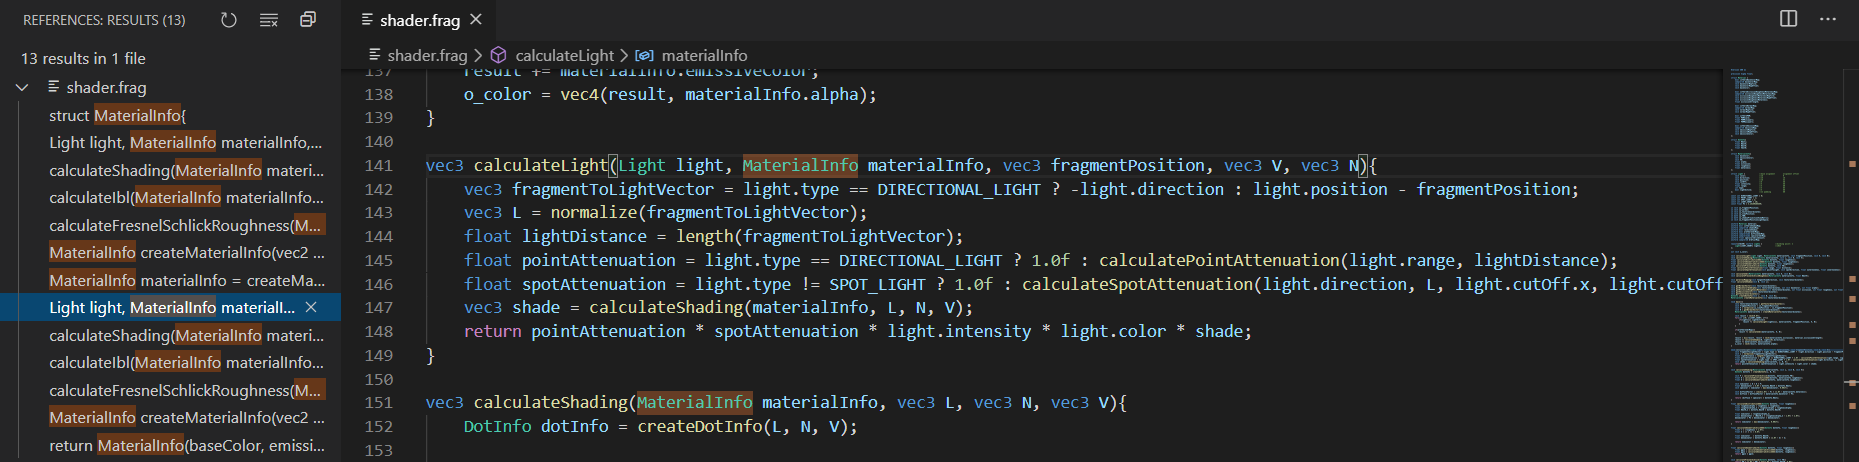 REFERENCES: RESULTS (13)
13 results in 1 file
shader.frag
struct MaterialInfo{
Light light, MaterialInfo materialInfo,...
calculateShading(MaterialInfo materi...
calculateIbl(MaterialInfo materialInfo...
calculateFresnelSchlickRoughness(M...
MaterialInfo createMaterialInfo(vec2 ...
MaterialInfo materialInfo = createMa...
Light light, MaterialInfo materialI...
calculateShading(MaterialInfo materi...
calculateIbl(MaterialInfo materialInfo...
calculateFresnelSchlickRoughness(M...
MaterialInfo createMaterialInfo(vec2 ...
return MaterialInfo(baseColor, emissi...
shader.frag
shader.frag > calculateLight > materialInfo
137 result += materialInfo.emissiveColor;
138 o_color = vec4(result, materialInfo.alpha);
139 }
140
141 vec3 calculateLight(Light light, MaterialInfo materialInfo, vec3 fragmentPosition, vec3 V, vec3 N){
142 vec3 fragmentToLightVector = light.type == DIRECTIONAL_LIGHT ? -light.direction : light.position - fragmentPosition;
143 vec3 L = normalize(fragmentToLightVector);
144 float lightDistance = length(fragmentToLightVector);
145 float pointAttenuation = light.type == DIRECTIONAL_LIGHT ? 1.0f : calculatePointAttenuation(light.range, lightDistance);
146 float spotAttenuation = light.type != SPOT_LIGHT ? 1.0f : calculateSpotAttenuation(light.direction, L, light.cutOff.x, light.cutOff
147 vec3 shade = calculateShading(materialInfo, L, N, V);
148 return pointAttenuation * spotAttenuation * light.intensity * light.color * shade;
149 }
150
151 vec3 calculateShading(MaterialInfo materialInfo, vec3 L, vec3 N, vec3 V){
152 DotInfo dotInfo = createDotInfo(L, N, V);
153